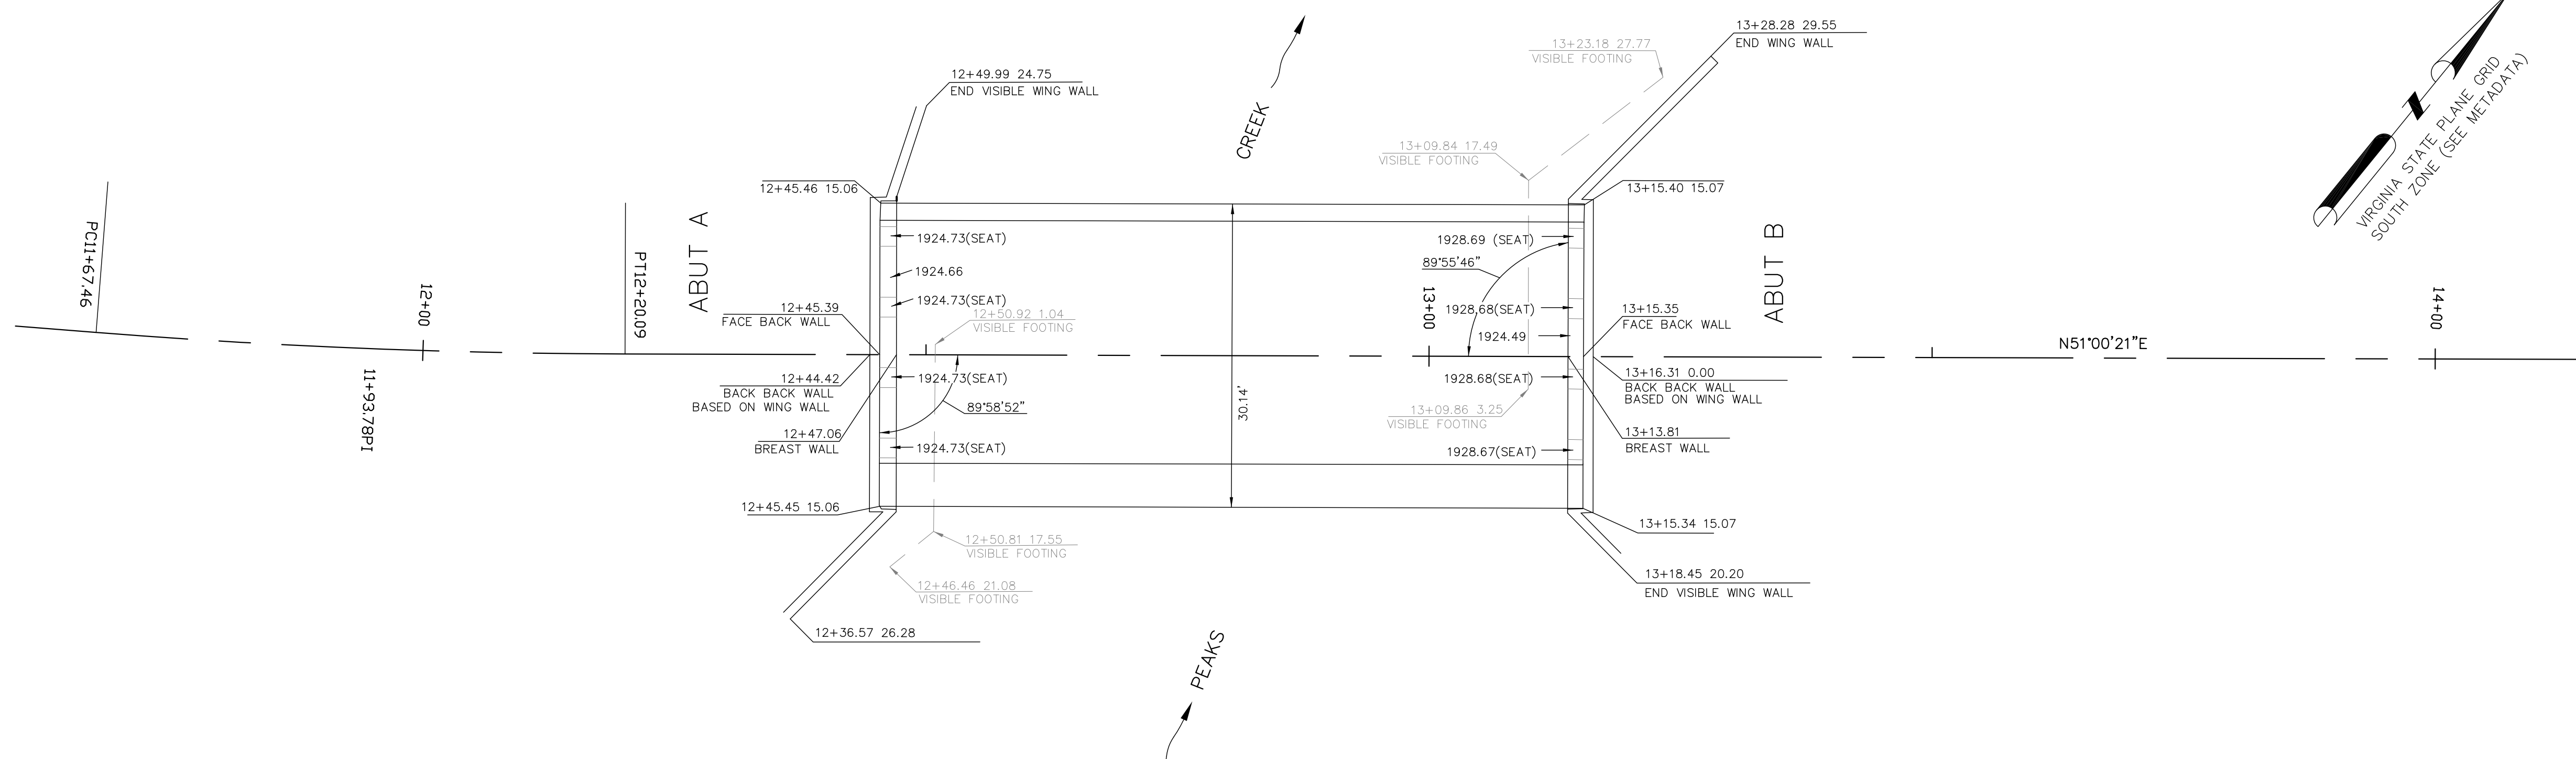 PC11+67.46
12+00
11+93.78PI
PT12+20.09
ABUT A
12+49.99 24.75
END VISIBLE WING WALL
12+45.46 15.06
12+45.39
FACE BACK WALL
12+44.42
BACK BACK WALL
BASED ON WING WALL
12+47.06
BREAST WALL
12+45.45 15.06
12+36.57 26.28
1924.73(SEAT)
1924.66
1924.73(SEAT)
12+50.92 1.04
VISIBLE FOOTING
1924.73(SEAT)
89°58'52"
1924.73(SEAT)
12+50.81 17.55
VISIBLE FOOTING
12+46.46 21.08
VISIBLE FOOTING
CREEK
30.14'
PEAKS
13+23.18 27.77
VISIBLE FOOTING
13+09.84 17.49
VISIBLE FOOTING
1928.69 (SEAT)
89°55'46"
13+00
1928.68(SEAT)
1924.49
1928.68(SEAT)
13+09.86 3.25
VISIBLE FOOTING
1928.67(SEAT)
13+28.28 29.55
END WING WALL
13+15.40 15.07
ABUT B
13+15.35
FACE BACK WALL
13+16.31 0.00
BACK BACK WALL
BASED ON WING WALL
13+13.81
BREAST WALL
13+15.34 15.07
13+18.45 20.20
END VISIBLE WING WALL
N51°00'21"E
14+00
N
VIRGINIA STATE PLANE GRID
SOUTH ZONE (SEE METADATA)